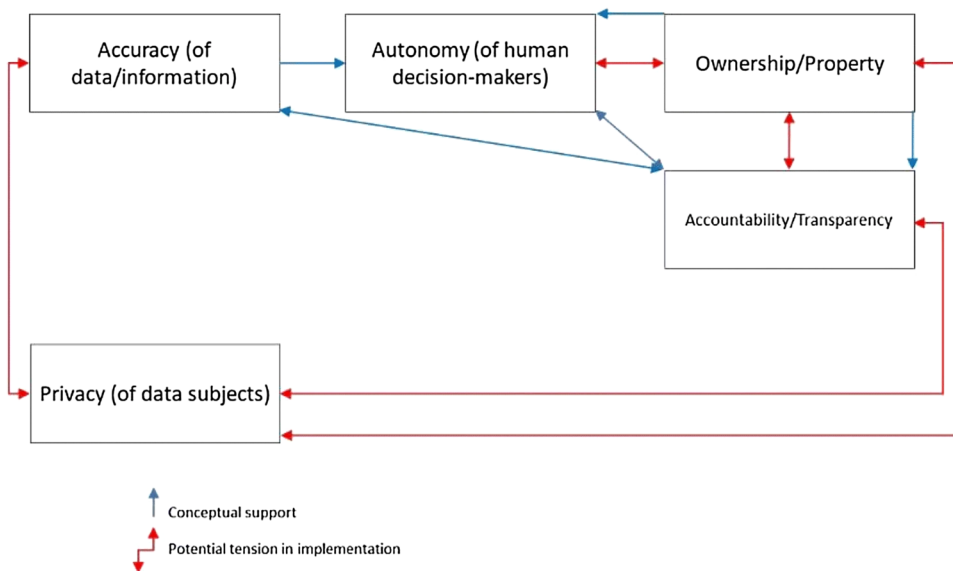 Accuracy (of
data/information)
Autonomy (of human
decision-makers)
Ownership/Property
Accountability/Transparency
Privacy (of data subjects)
Conceptual support
Potential tension in implementation